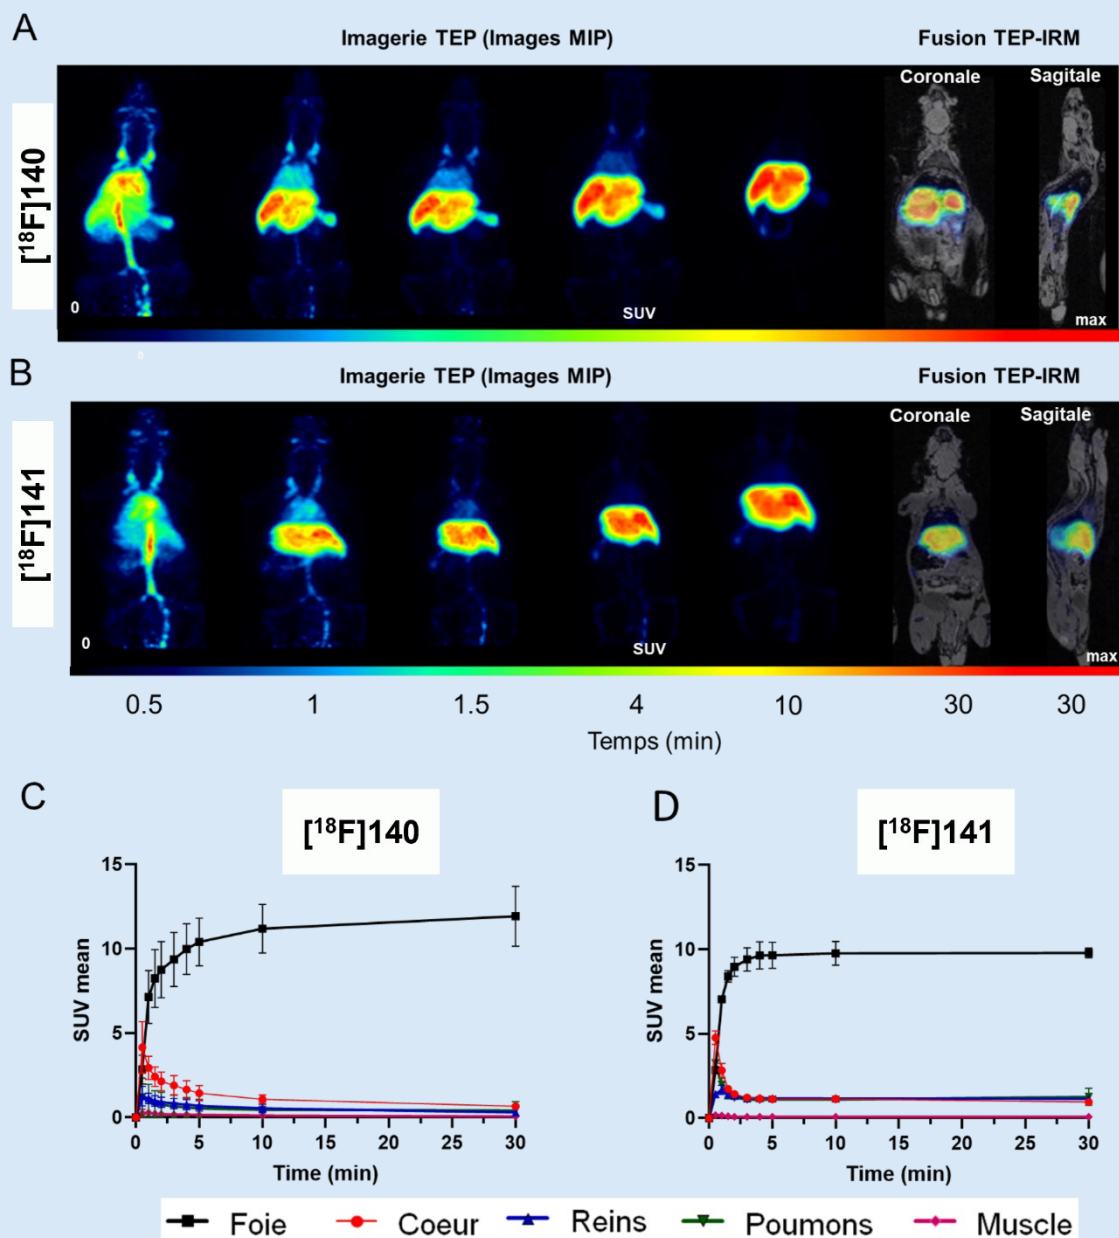 A
Imagerie TEP (Images MIP)
Fusion TEP-IRM
Coronale
Sagitale
[¹⁸F]140
0
SUV
max
0
B
Imagerie TEP (Images MIP)
Fusion TEP-IRM
Coronale
Sagitale
[¹⁸F]141
0
SUV
max
0.5 1 1.5 4 10 30 30
Temps (min)
C
[¹⁸F]140
15
10
5
0
SUV mean
0 5 10 15 20 25 30
Time (min)
D
[¹⁸F]141
15
10
5
0
SUV mean
0 5 10 15 20 25 30
Time (min)
Foie Coeur Reins Poumons Muscle